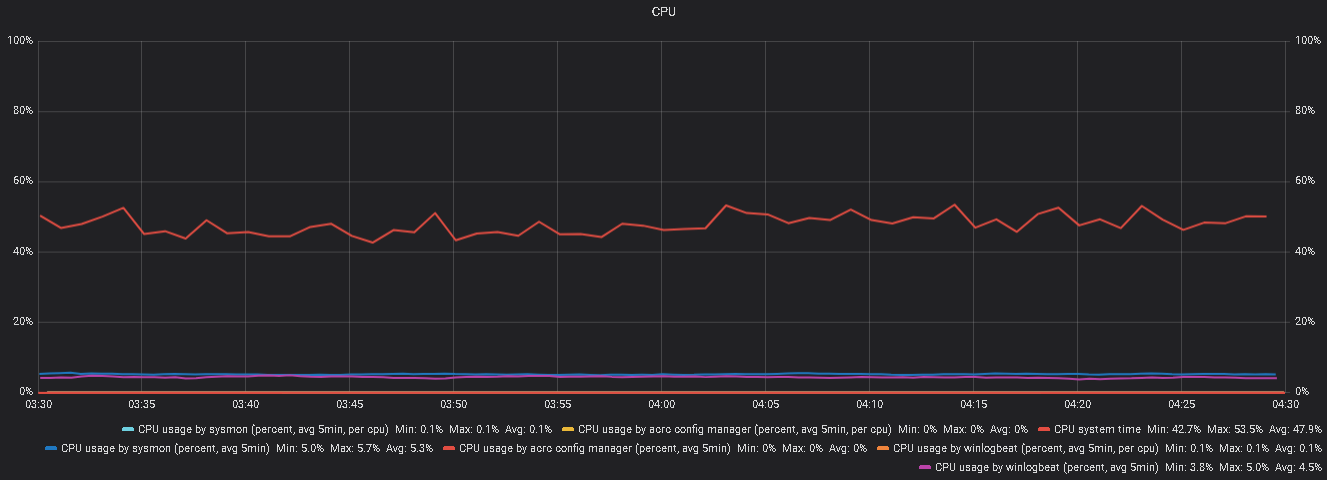 CPU
100% 100%
80% 80%
60% 60%
40% 40%
20% 20%
0% 0%
03:30 03:35 03:40 03:45 03:50 03:55 04:00 04:05 04:10 04:15 04:20 04:25 04:30
CPU usage by sysmon (percent, avg 5min, per cpu) Min: 0.1% Max: 0.1% Avg: 0.1% CPU usage by acrc config manager (percent, avg 5min, per cpu) Min: 0% Max: 0% Avg: 0% CPU system time Min: 42.7% Max: 53.5% Avg: 47.9%
CPU usage by sysmon (percent, avg 5min) Min: 5.0% Max: 5.7% Avg: 5.3% CPU usage by acrc config manager (percent, avg 5min) Min: 0% Max: 0% Avg: 0% CPU usage by winlogbeat (percent, avg 5min, per cpu) Min: 0.1% Max: 0.1% Avg: 0.1%
CPU usage by winlogbeat (percent, avg 5min) Min: 3.8% Max: 5.0% Avg: 4.5%